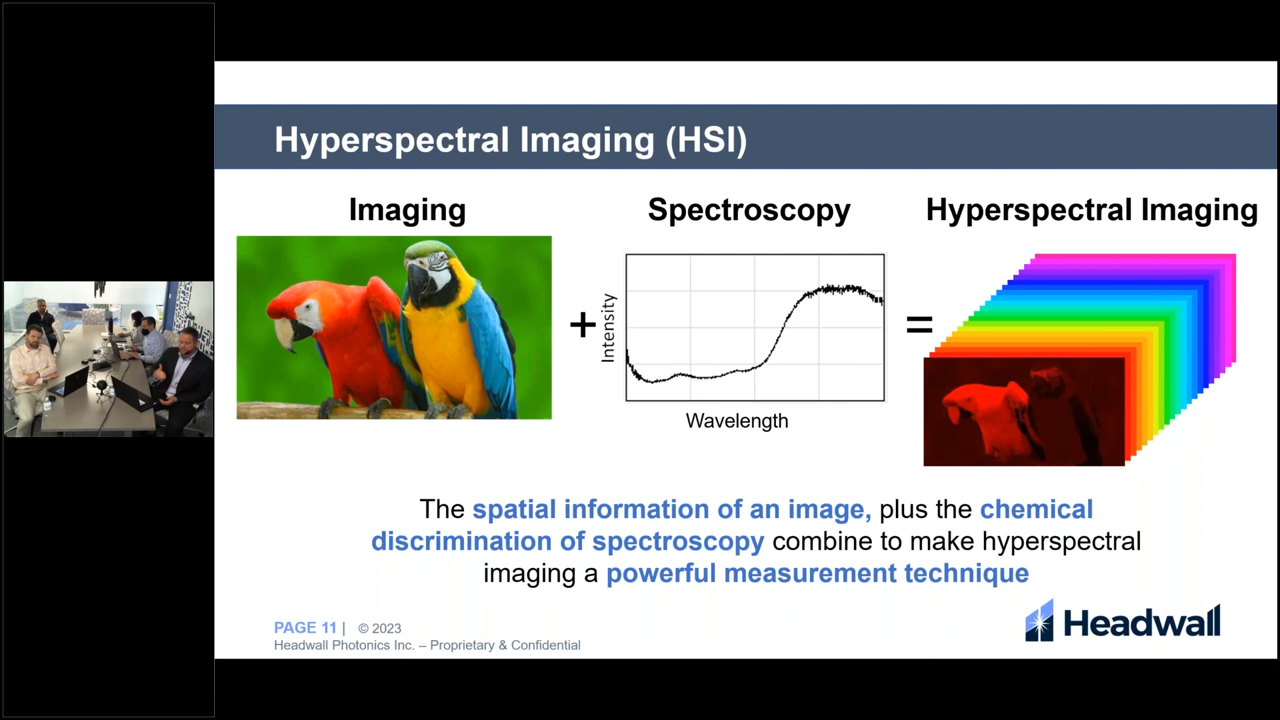 Hyperspectral Imaging (HSI)
Imaging
Spectroscopy
Hyperspectral Imaging
+
Intensity
Wavelength
=
The spatial information of an image, plus the chemical
discrimination of spectroscopy combine to make hyperspectral
imaging a powerful measurement technique
PAGE 11 | © 2023
Headwall Photonics Inc. – Proprietary & Confidential
Headwall